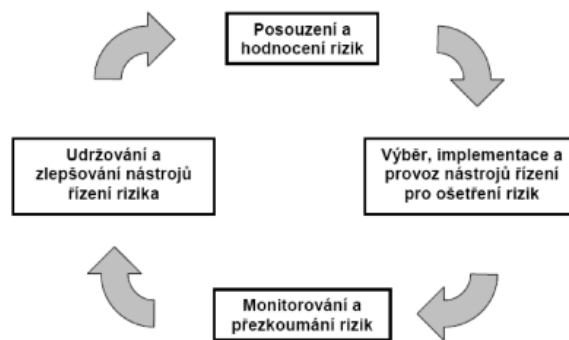 Posouzení a
hodnocení rizik
Udržování a
zlepšování nástrojů
řízení rizika
Výběr, implementace a
provoz nástrojů řízení
pro ošetření rizik
Monitorování a
přezkoumání rizik